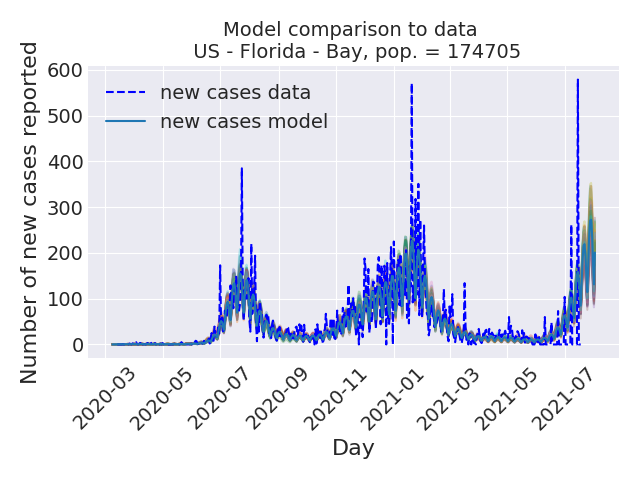 Model comparison to data
US - Florida - Bay, pop. = 174705
Number of new cases reported
600
500
400
300
200
100
0
new cases data
new cases model
2020-03
2020-05
2020-07
2020-09
2020-11
2021-01
2021-03
2021-05
2021-07
Day